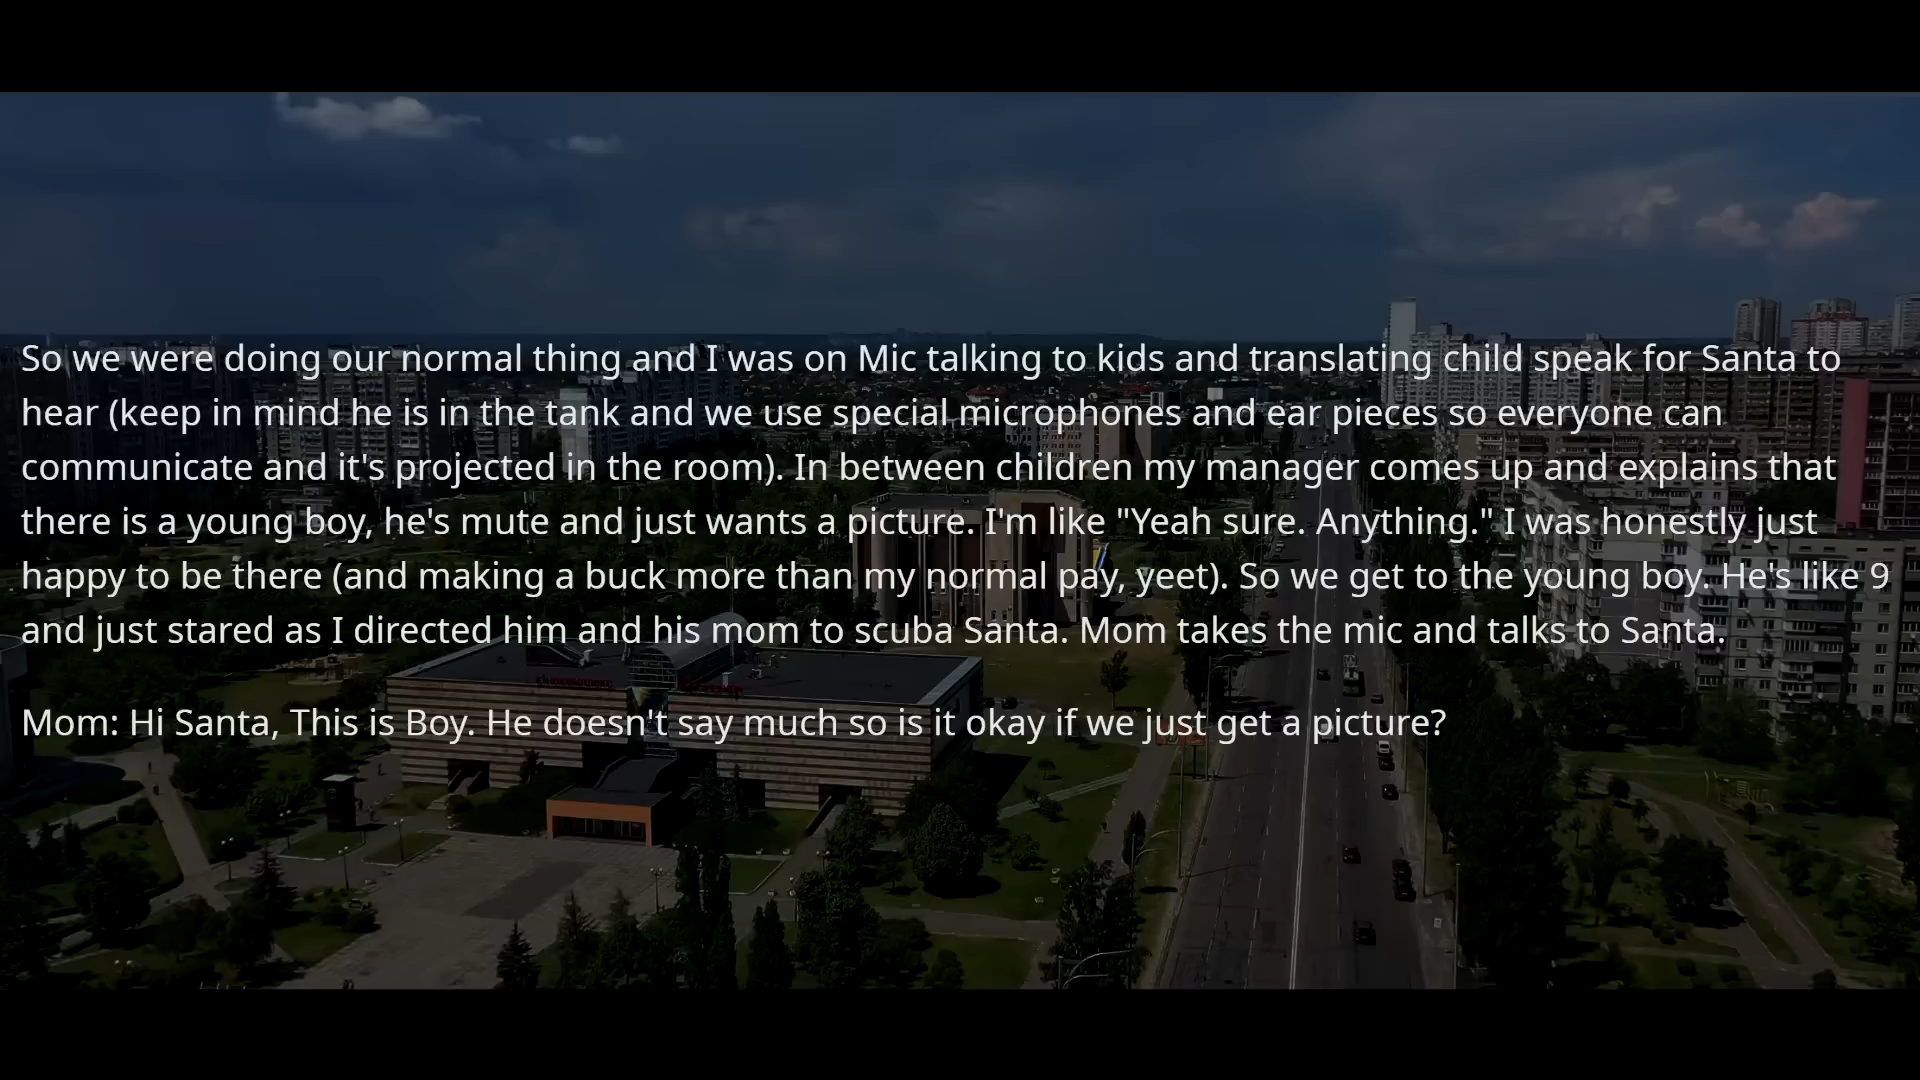 So we were doing our normal thing and I was on Mic talking to kids and translating child speak for Santa to
hear (keep in mind he is in the tank and we use special microphones and ear pieces so everyone can
communicate and it's projected in the room). In between children my manager comes up and explains that
there is a young boy, he's mute and just wants a picture. I'm like "Yeah sure. Anything." I was honestly just
happy to be there (and making a buck more than my normal pay, yeet). So we get to the young boy. He's like 9
and just stared as I directed him and his mom to scuba Santa. Mom takes the mic and talks to Santa.
Mom: Hi Santa, This is Boy. He doesn't say much so is it okay if we just get a picture?